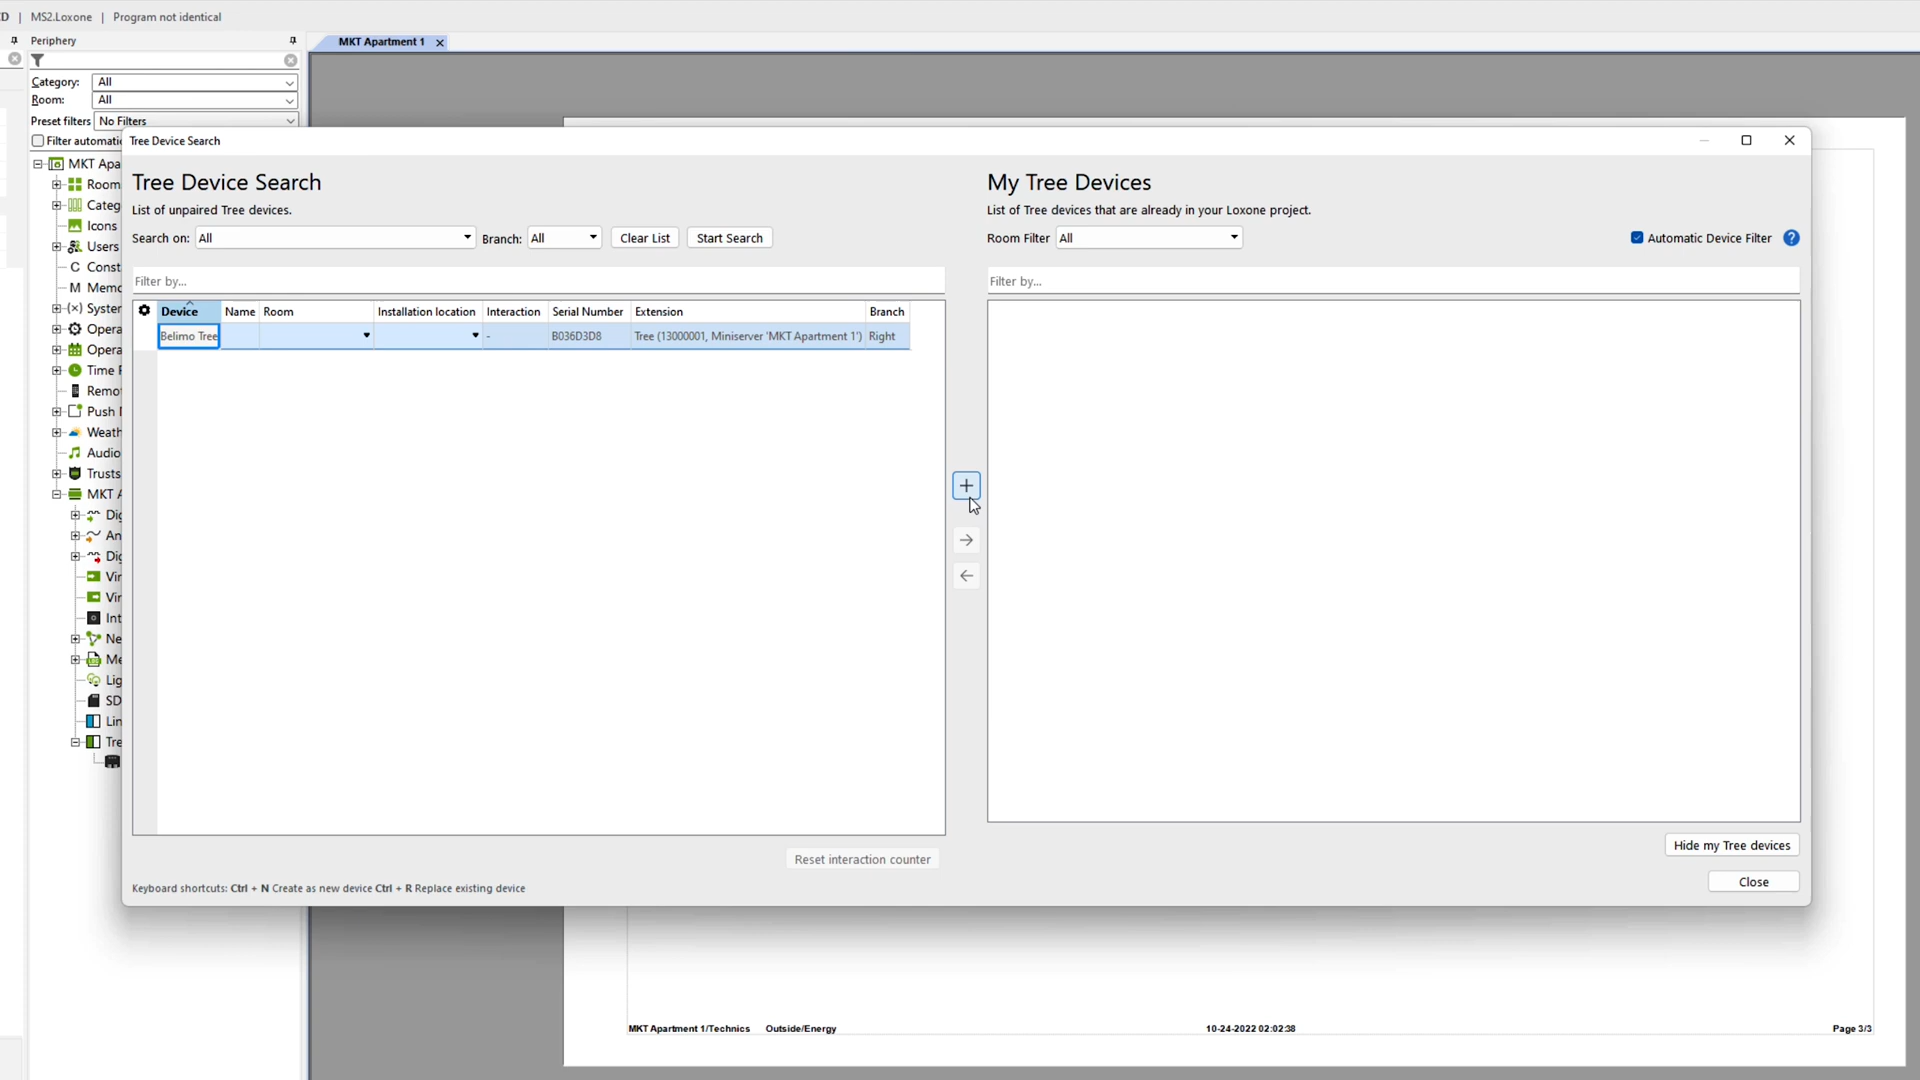 D | MS2.Loxone | Program not identical
Periphery
MKT Apartment 1
Category: All
Room: All
Preset filters No Filters
Filter automati
Tree Device Search
MKT Apa
Room
Categ
Icons
Users
C Const
M Memo
(×) System
Opera
Opera
Time F
Remot
Push
Weath
Audio
Trusts
MKT A
Dig
An
Dig
Vir
Vir
Int
Ne
Me
Lig
SD
Lin
Tre
Tree Device Search
List of unpaired Tree devices.
Search on: All Branch: All Clear List Start Search
Filter by...
Device Name Room Installation location Interaction Serial Number Extension Branch
Belimo Tree - B036D3D8 Tree (13000001, Miniserver 'MKT Apartment 1') Right
Reset interaction counter
Keyboard shortcuts: Ctrl + N Create as new device Ctrl + R Replace existing device
My Tree Devices
List of Tree devices that are already in your Loxone project.
Room Filter All Automatic Device Filter ?
Filter by...
Hide my Tree devices
Close
MKT Apartment 1/Technics Outside/Energy 10-24-2022 02:02:38 Page 3/3